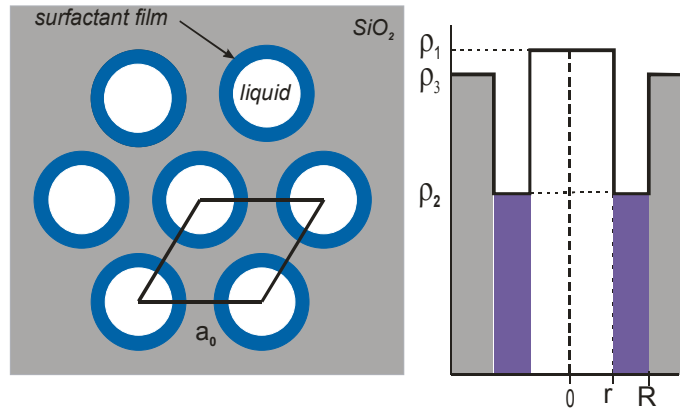 surfactant film
SiO₂
liquid
a₀
ρ₁
ρ₃
ρ₂
0
r
R